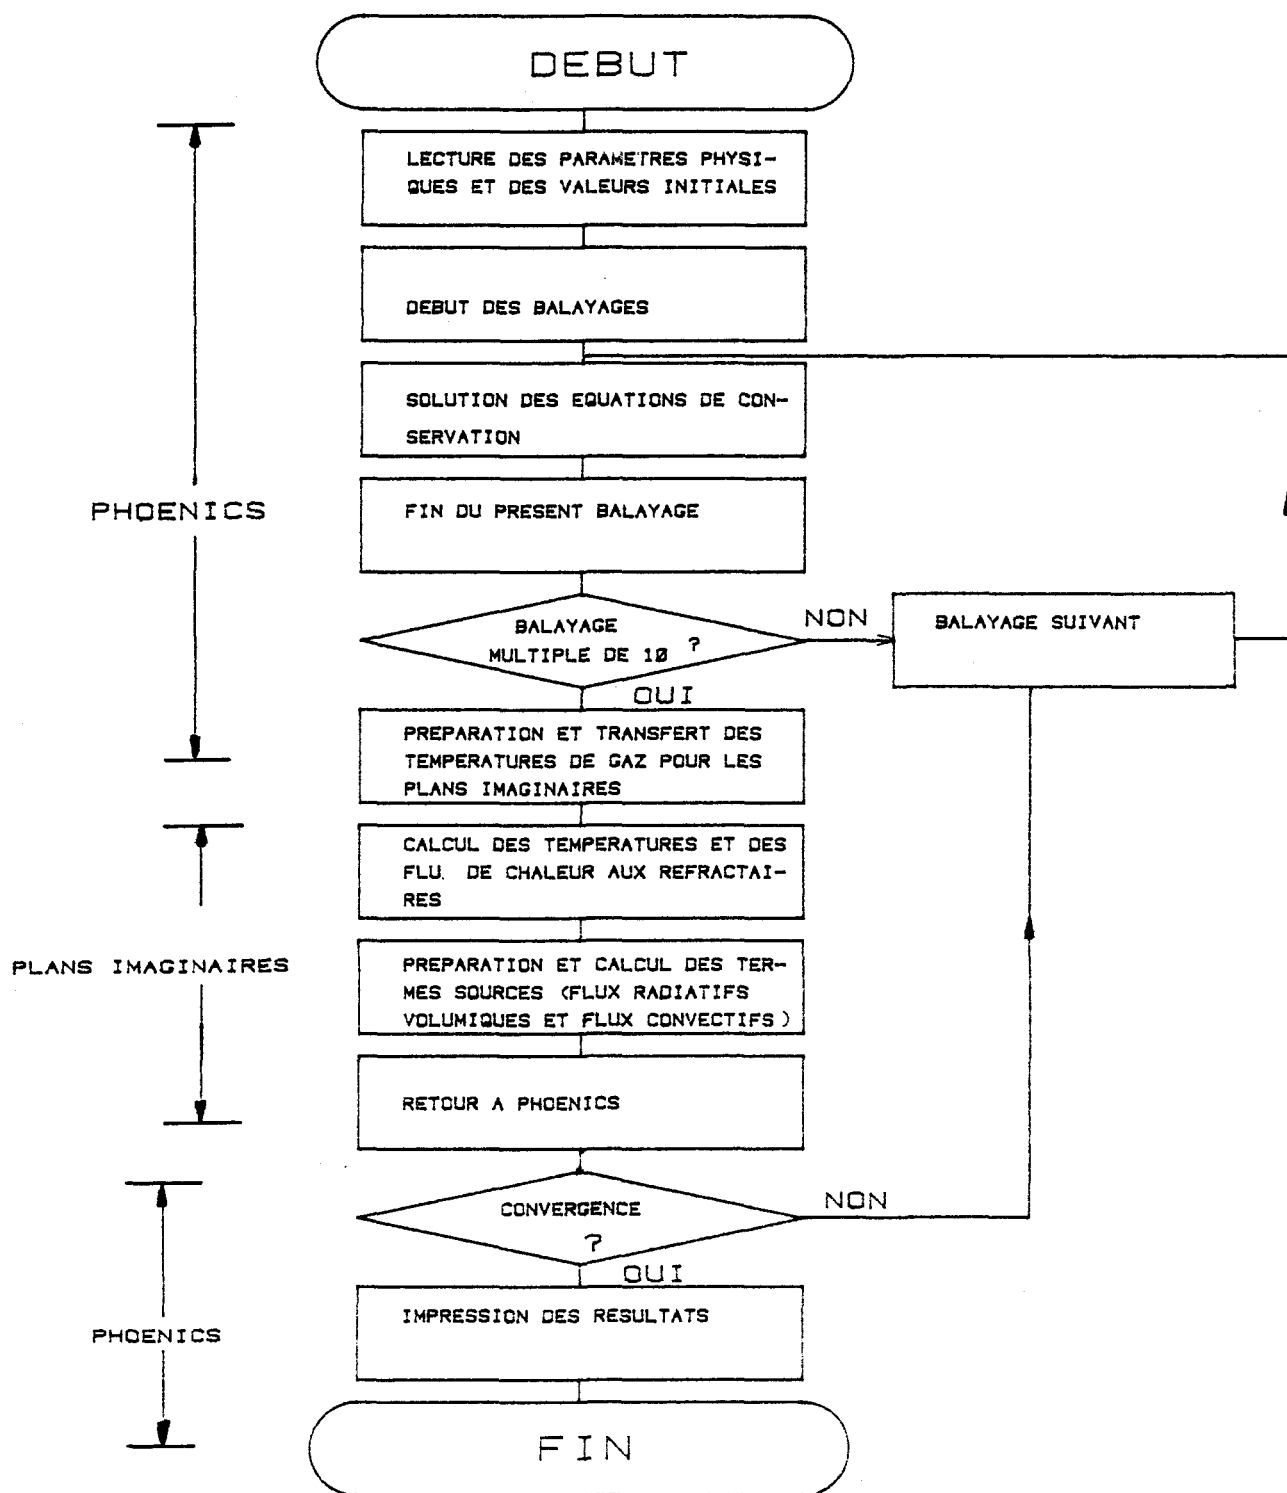 DEBUT
LECTURE DES PARAMETRES PHYSI-
QUES ET DES VALEURS INITIALES
DEBUT DES BALAYAGES
SOLUTION DES EQUATIONS DE CON-
SERVATION
PHOENICS
FIN DU PRESENT BALAYAGE
BALAYAGE
MULTIPLE DE 10 ?
NON
BALAYAGE SUIVANT
OUI
PREPARATION ET TRANSFERT DES
TEMPERATURES DE GAZ POUR LES
PLANS IMAGINAIRES
CALCUL DES TEMPERATURES ET DES
DE CHALEUR AUX REFRACTAI-
RES
PLANS IMAGINAIRES
PREPARATION ET CALCUL DES TER-
MES SOURCES (FLUX RADIATIFS
VOLUMIQUES ET FLUX CONVECTIFS)
RETOUR A PHOENICS
CONVERGENCE
?
NON
OUI
IMPRESSION DES RESULTATS
PHOENICS
FIN